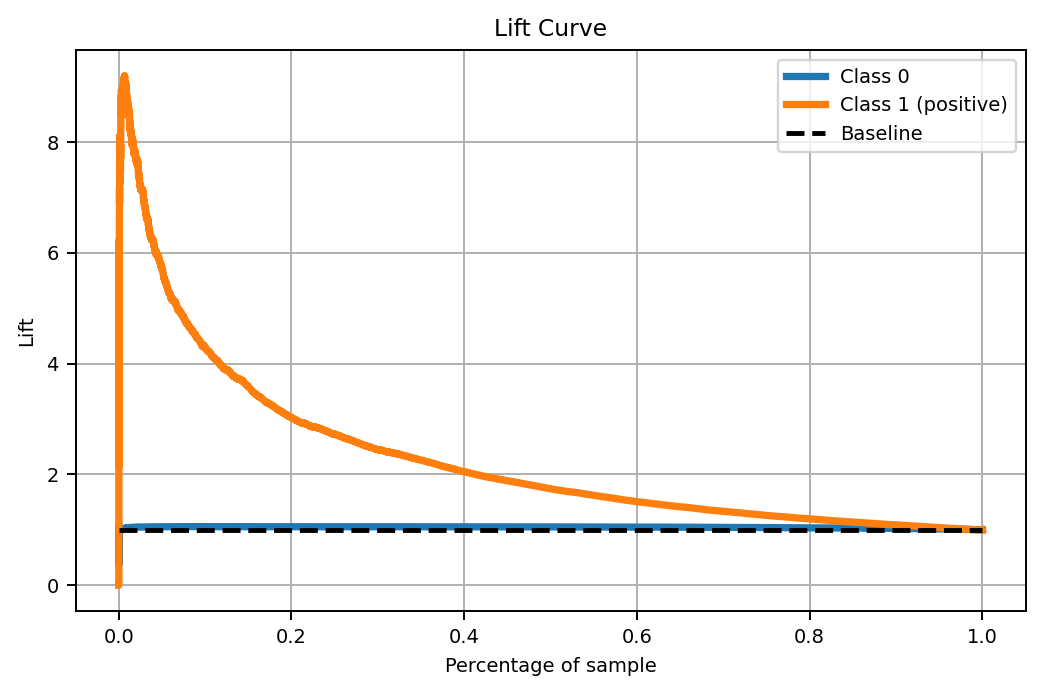 Lift Curve
Class 0
Class 1 (positive)
Baseline
8
6
4
2
0
Lift
0.0 0.2 0.4 0.6 0.8 1.0
Percentage of sample